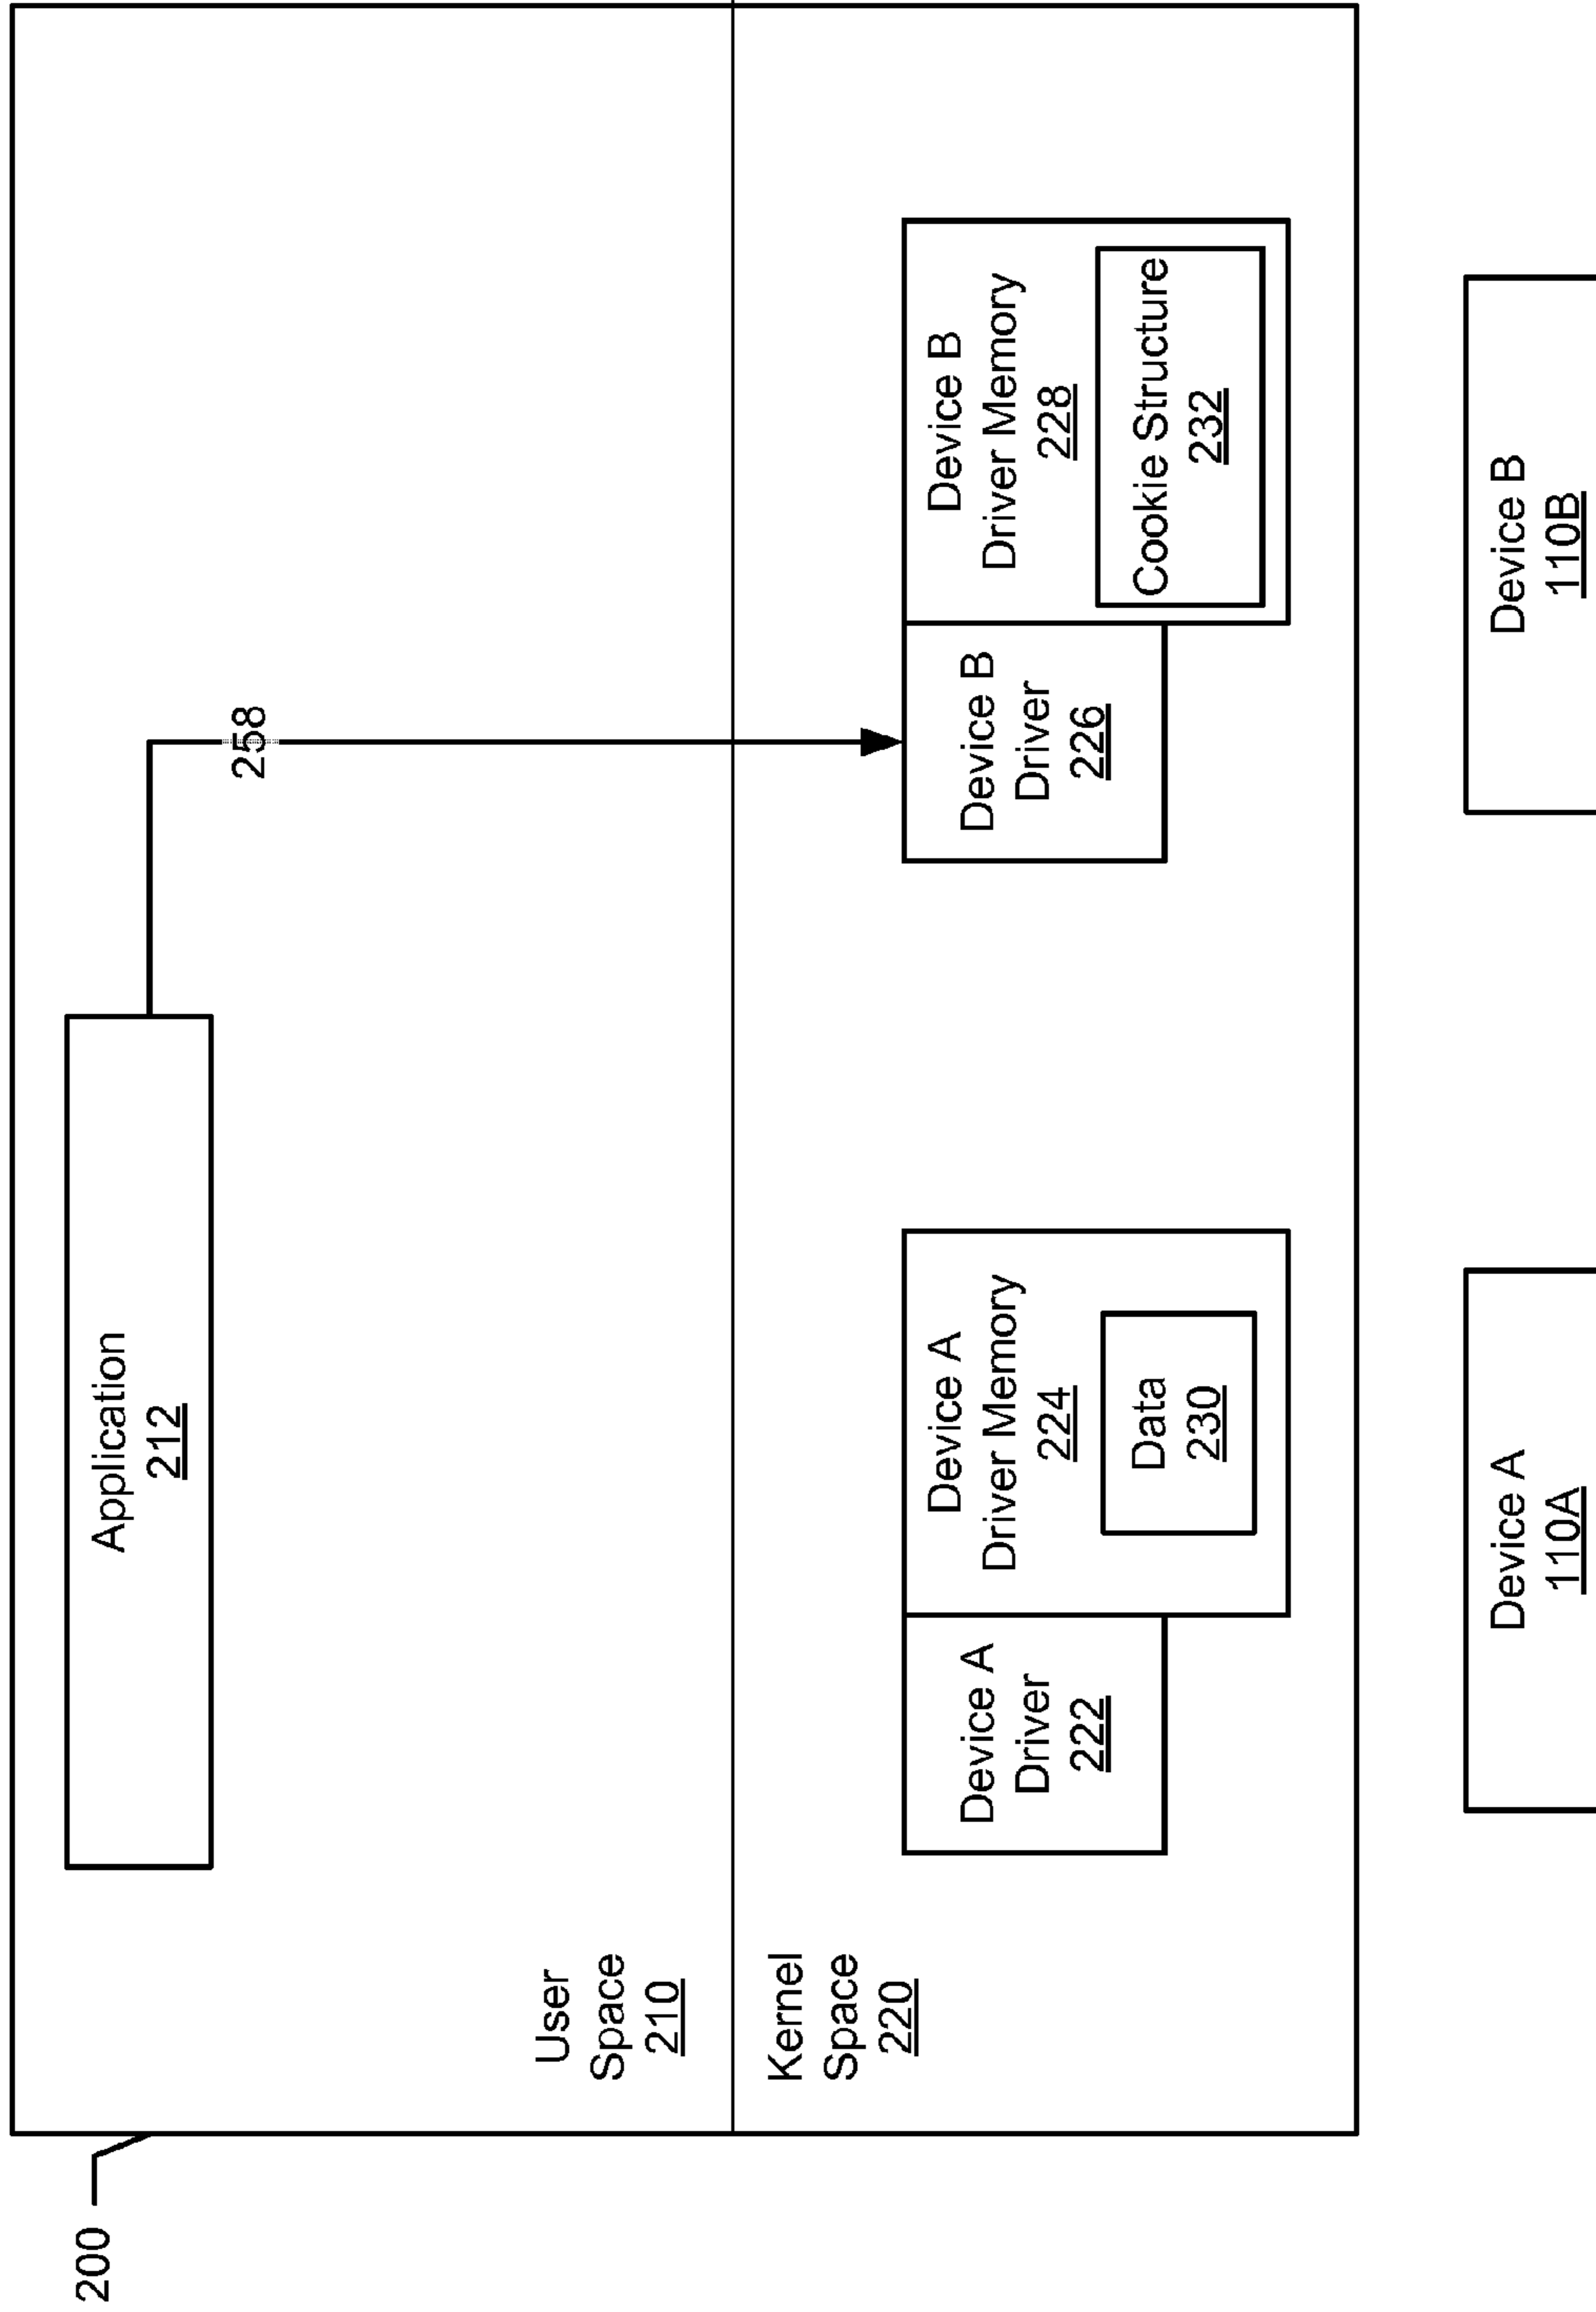 200
Application
212
258
User
Space
210
Kernel
Space
220
Device A
Driver
222
Device A
Driver Memory
224
Data
230
Device B
Driver
226
Device B
Driver Memory
228
Cookie Structure
232
Device A
110A
Device B
110B